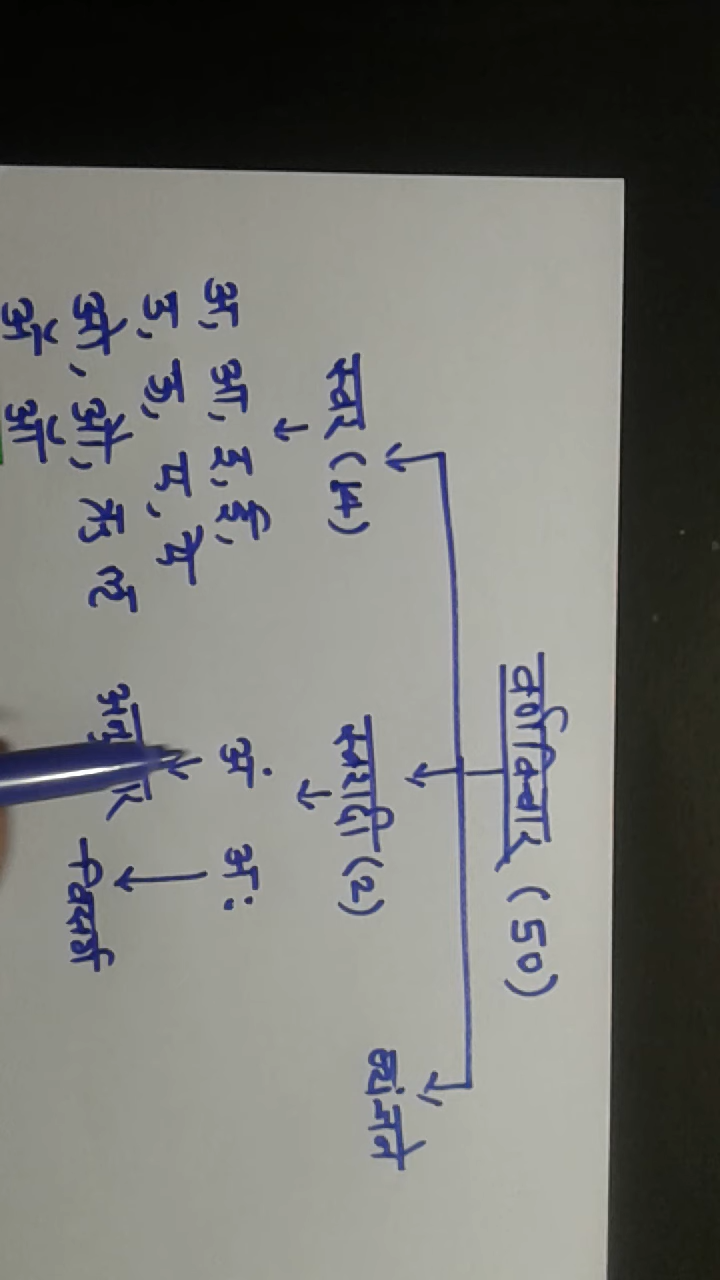 वर्णविचार (50)
स्वर (14)
स्वरादी (2)
व्यंजने
↓
↓
अ, आ, इ, ई,
उ, ऊ, ए, ऐ
ओ, औ, ऋ ऌ
ॲ ऑ
अं अः
↓ ↓
विसर्ग